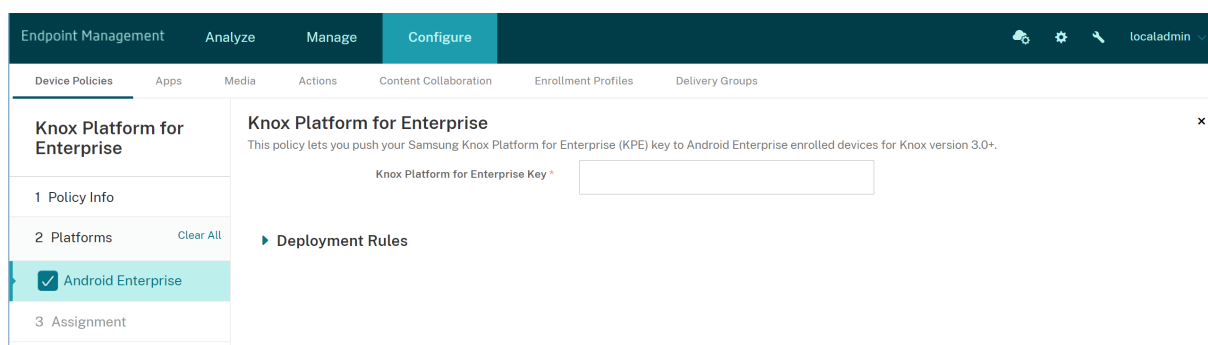 Endpoint Management Analyze Manage Configure localadmin
Device Policies Apps Media Actions Content Collaboration Enrollment Profiles Delivery Groups
Knox Platform for
Enterprise
1 Policy Info
2 Platforms Clear All
Android Enterprise
3 Assignment
Knox Platform for Enterprise
This policy lets you push your Samsung Knox Platform for Enterprise (KPE) key to Android Enterprise enrolled devices for Knox version 3.0+.
Knox Platform for Enterprise Key *
Deployment Rules